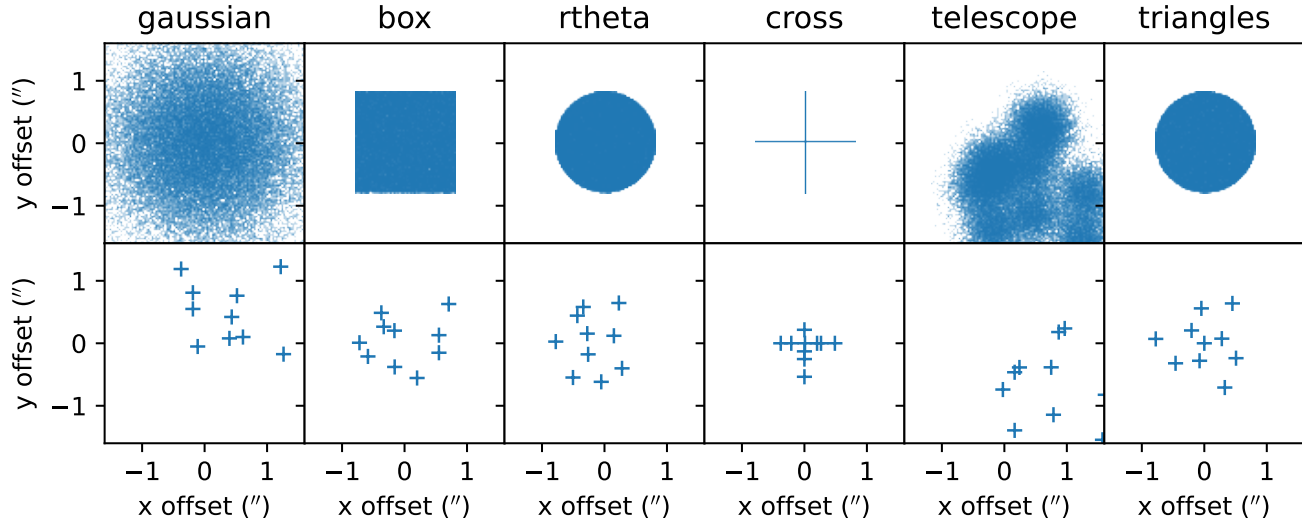 gaussian box rtheta cross telescope triangles
y offset (″)
1
0
−1
y offset (″)
1
0
−1
−1 0 1 −1 0 1 −1 0 1 −1 0 1 −1 0 1 −1 0 1
x offset (″) x offset (″) x offset (″) x offset (″) x offset (″) x offset (″)